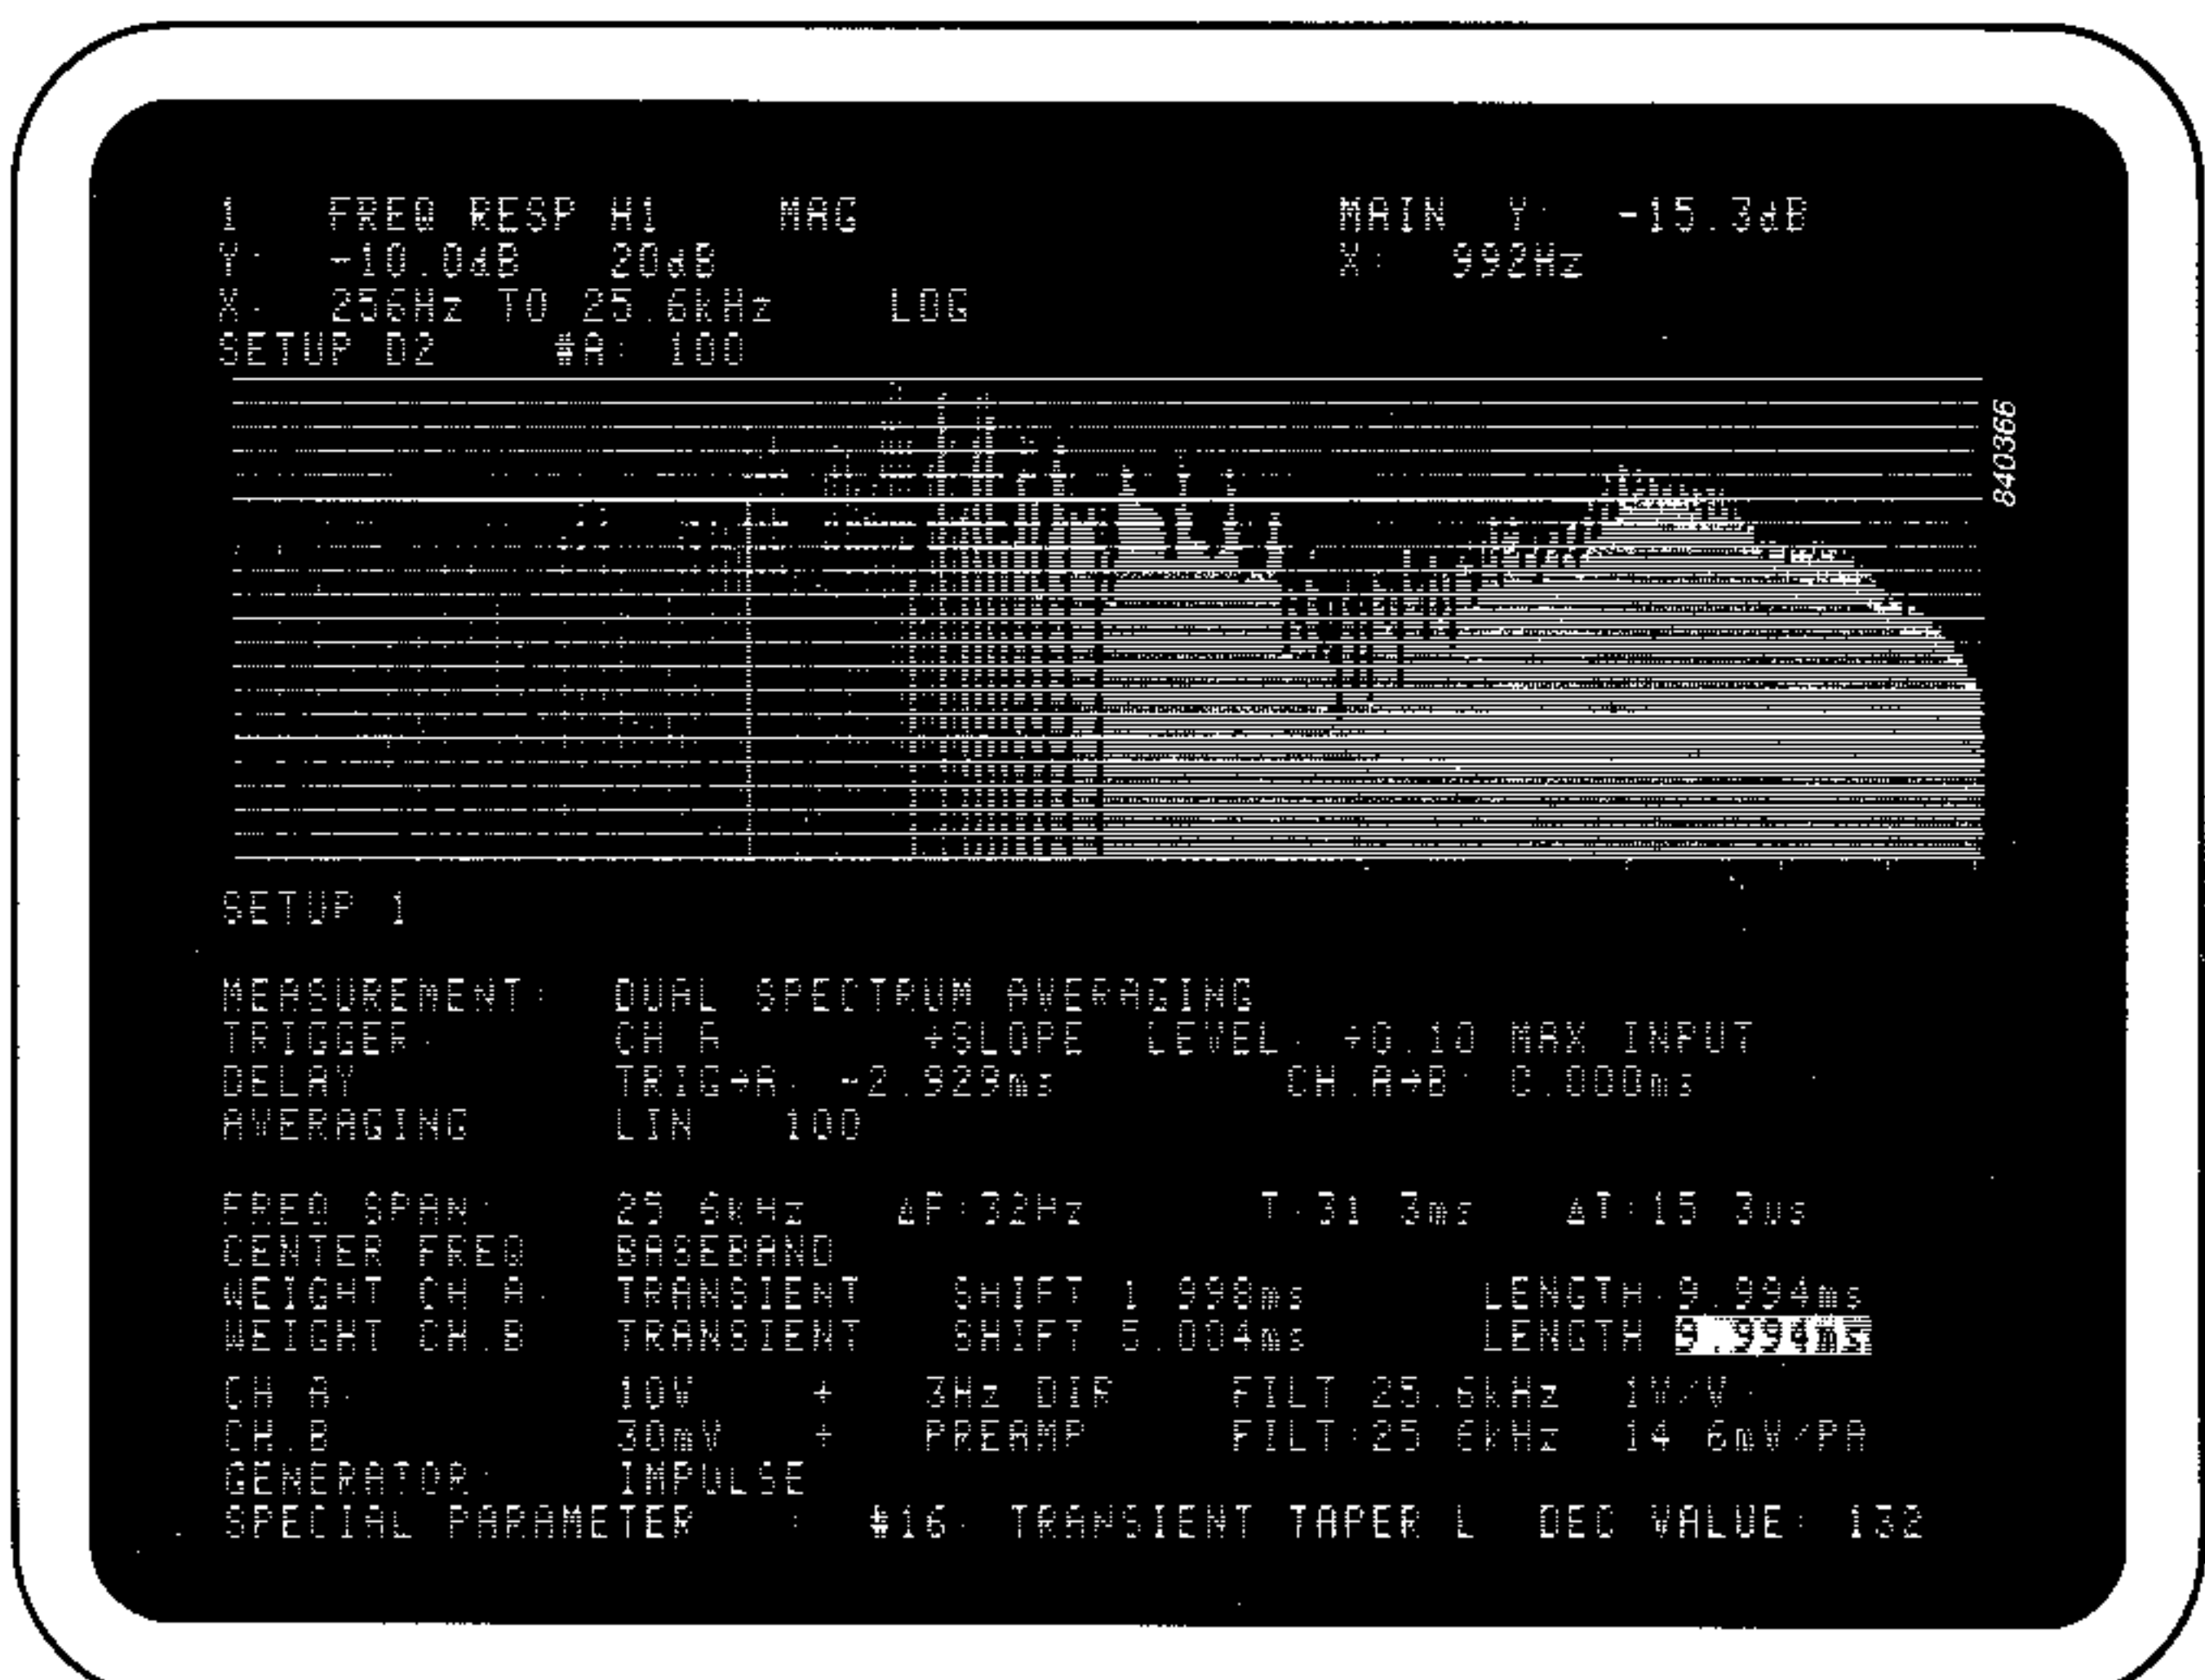 1 FREQ RESP H1 MAG MAIN Y: -15.3dB
Y: -10.0dB 20dB X: 992Hz
X: 256Hz TO 25.6kHz LOG
SETUP D2 #A: 100
840366
SETUP 1
MEASUREMENT: DUAL SPECTRUM AVERAGING
TRIGGER: CH.A +SLOPE LEVEL: +0.10 MAX INPUT
DELAY: TRIG→A: -2.929ms CH.A→B: 0.000ms
AVERAGING: LIN 100
FREQ SPAN: 25.6kHz ΔF:32Hz T:31.3ms ΔT:15.3µs
CENTER FREQ: BASEBAND
WEIGHT CH.A: TRANSIENT SHIFT:1.998ms LENGTH:9.994ms
WEIGHT CH.B: TRANSIENT SHIFT:5.004ms LENGTH:9.994ms
CH.A: 10V + 3Hz DIR FILT:25.6kHz 1V/V
CH.B: 30mV + PREAMP FILT:25.6kHz 14.6mV/PA
GENERATOR: IMPULSE
SPECIAL PARAMETER : #16: TRANSIENT TAPER L DEC VALUE: 132